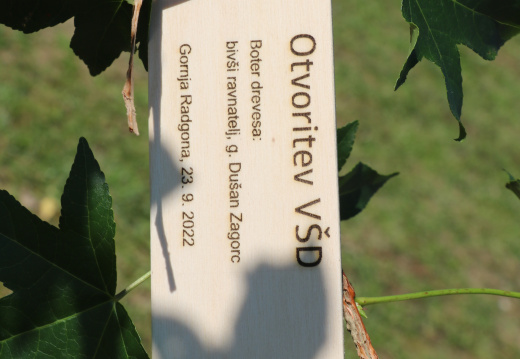 Otvoritev VŠD
Boter drevesa:
bivši ravnatelj, g. Dušan Zagorc
Gornja Radgona, 23. 9. 2022